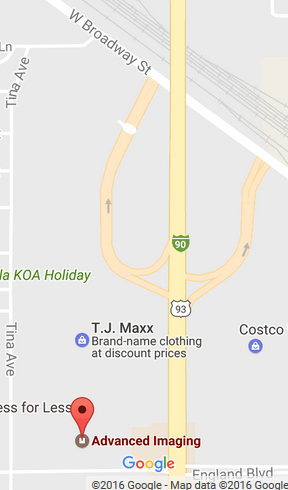 W Broadway St
Ln
Tina Ave
90
la KOA Holiday
93
T.J. Maxx
Brand-name clothing
at discount prices
Costco
Tina Ave
ess for Less
Advanced Imaging
Google
England Blvd
©2016 Google - Map data ©2016 Google